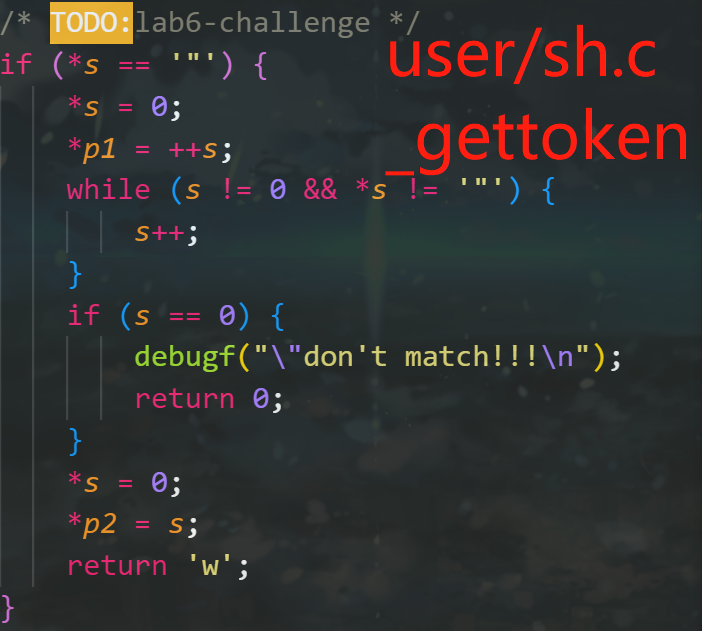 /* TODO:lab6-challenge */
user/sh.c
_gettoken
if (*s == '"') {
*s = 0;
*p1 = ++s;
while (s != 0 && *s != '"') {
s++;
}
if (s == 0) {
debugf("\"don't match!!!\n");
return 0;
}
*s = 0;
*p2 = s;
return 'w';
}